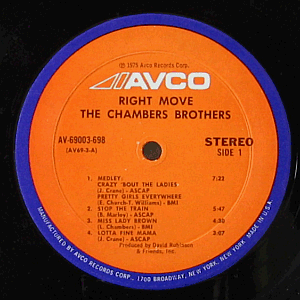 ℗ 1975 Avco Records Corp.
AVCO
RIGHT MOVE
THE CHAMBERS BROTHERS
AV-69003-698
(AV69-3-A)
STEREO
SIDE 1
1. MEDLEY: 7:22
CRAZY 'BOUT THE LADIES
(J. Crane) - ASCAP
PRETTY GIRLS EVERYWHERE
(E. Church-T. Williams) - BMI
2. STOP THE TRAIN 5:47
(B. Marley) - ASCAP
3. MISS LADY BROWN 4:50
(L. Chambers) - BMI
4. LOTTA FINE MAMA 3:07
(J. Crane) - ASCAP
Produced by David Rubinson
& Friends, Inc.
MANUFACTURED BY AVCO RECORDS CORP.-1700 BROADWAY, NEW YORK, NEW YORK. MADE IN U.S.A.